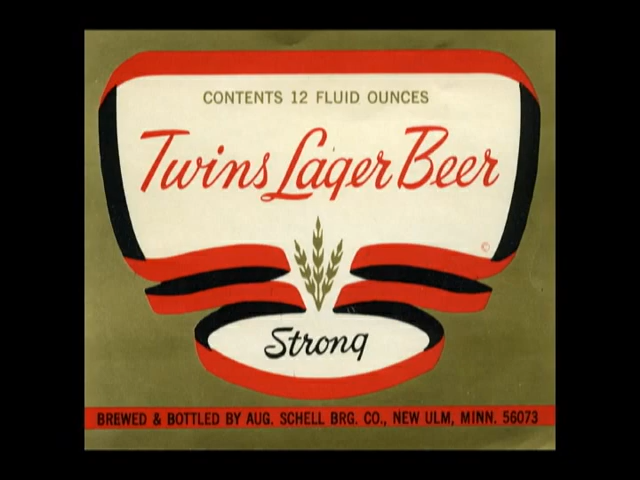 CONTENTS 12 FLUID OUNCES
Twins Lager Beer
©
Strong
BREWED & BOTTLED BY AUG. SCHELL BRG. CO., NEW ULM, MINN. 56073